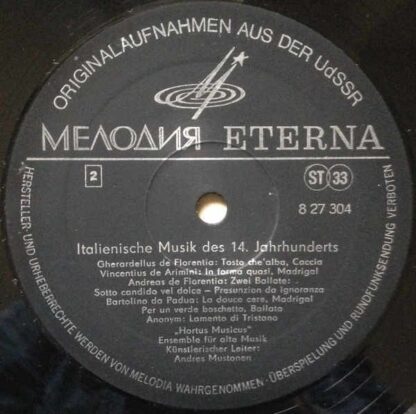 ORIGINALAUFNAHMEN AUS DER UdSSR
МЕЛОДИЯ ETERNA
2
ST 33
8 27 304
Italienische Musik des 14. Jahrhunderts
Gherardellus de Florentia: Tosto che'alba, Caccia
Vincentius de Arimini: In forma quasi, Madrigal
Andreas de Florentia: Zwei Ballate:
Sotto candida vel dolce – Presunzion da ignoranza
Bartolino da Padua: La douce cere, Madrigal
Per un verde boschetto, Ballata
Anonym: Lamento di Tristano
„Hortus Musicus"
Ensemble für alte Musik
Künstlerischer Leiter:
Andres Mustonen
HERSTELLER- UND URHEBERRECHTE WERDEN VON MELODIA WAHRGENOMMEN · ÜBERSPIELUNG UND RUNDFUNKSENDUNG VERBOTEN